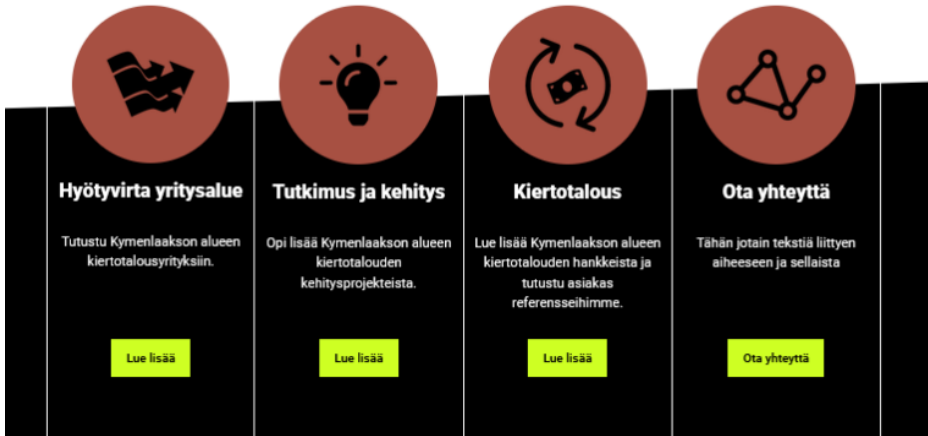 Hyötyvirta yritysalue
Tutustu Kymenlaakson alueen
kiertotalousyrityksiin.
Lue lisää
Tutkimus ja kehitys
Opi lisää Kymenlaakson alueen
kiertotalouden
kehitysprojekteista.
Lue lisää
Kiertotalous
Lue lisää Kymenlaakson alueen
kiertotalouden hankkeista ja
tutustu asiakas
referensseihimme.
Lue lisää
Ota yhteyttä
Tähän jotain tekstiä liittyen
aiheeseen ja sellaista
Ota yhteyttä